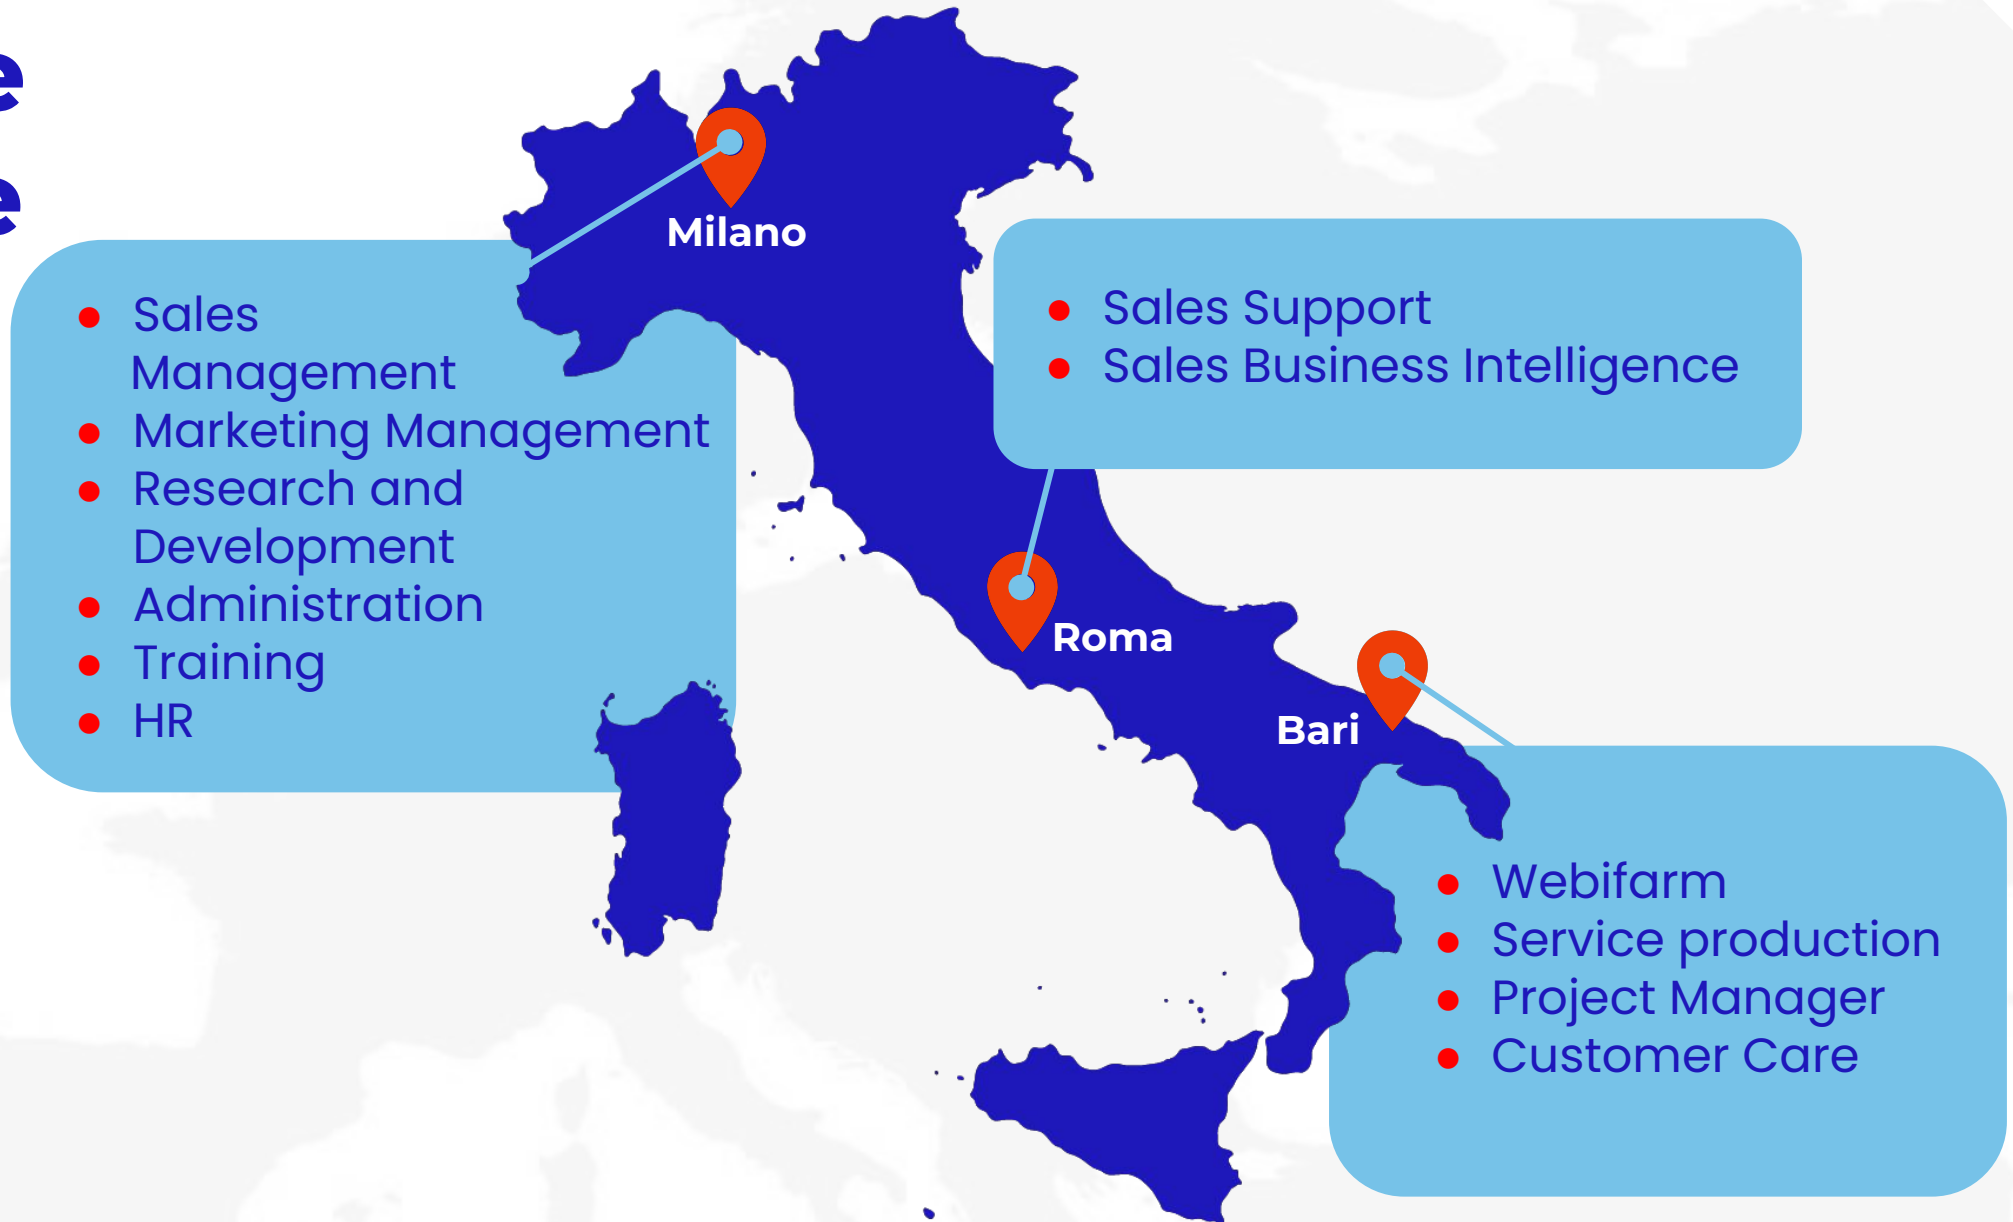 e
e
Milano
Sales
Management
Marketing Management
Research and
Development
Administration
Training
HR
Sales Support
Sales Business Intelligence
Roma
Bari
Webifarm
Service production
Project Manager
Customer Care